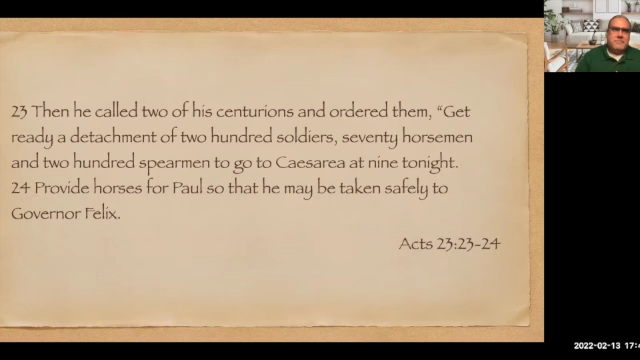 23 Then he called two of his centurions and ordered them, “Get
ready a detachment of two hundred soldiers, seventy horsemen
and two hundred spearmen to go to Caesarea at nine tonight.
24 Provide horses for Paul so that he may be taken safely to
Governor Felix.
Acts 23:23-24
2022-02-13